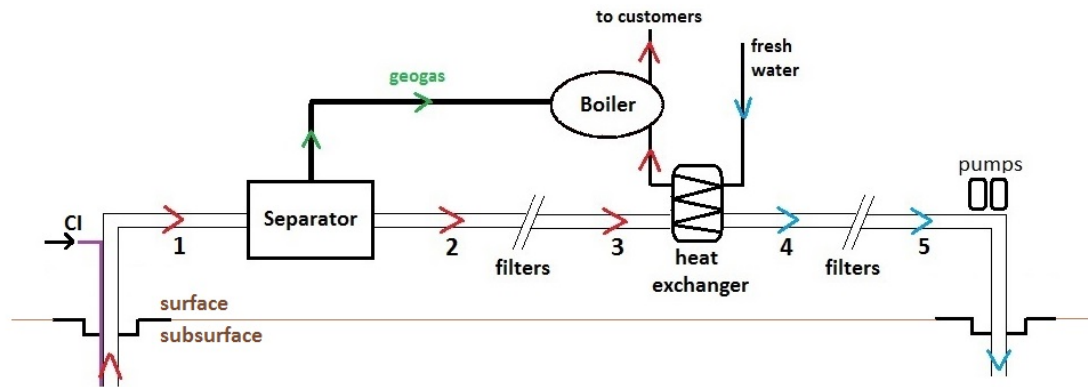 to customers
fresh
water
geogas
Boiler
pumps
CI
Separator
1
2
3
4
5
filters
heat
exchanger
filters
surface
subsurface